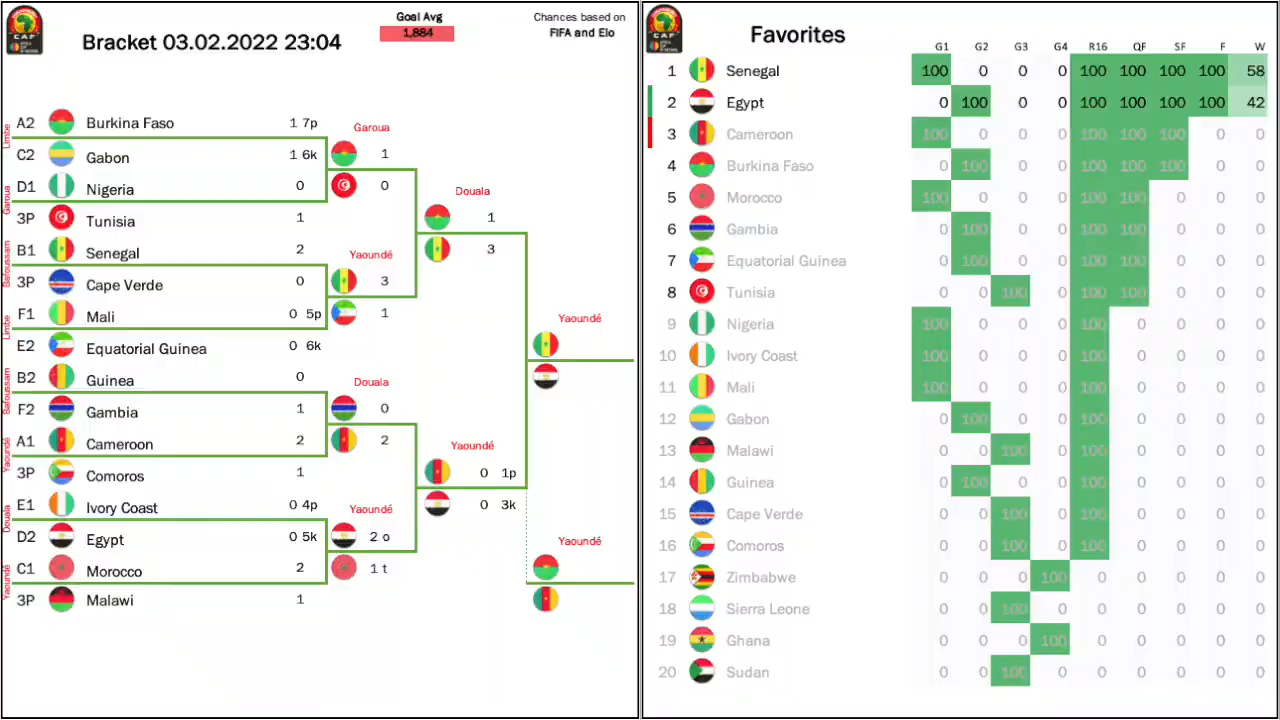 Bracket 03.02.2022 23:04
Goal Avg
1,884
Chances based on
FIFA and Elo
CAF
Limbe
Garoua
Bafoussam
Limbe
Bafoussam
Yaoundé
Douala
Yaoundé
A2 Burkina Faso 1 7p
C2 Gabon 1 6k
D1 Nigeria 0
3P Tunisia 1
B1 Senegal 2
3P Cape Verde 0
F1 Mali 0 5p
E2 Equatorial Guinea 0 6k
B2 Guinea 0
F2 Gambia 1
A1 Cameroon 2
3P Comoros 1
E1 Ivory Coast 0 4p
D2 Egypt 0 5k
C1 Morocco 2
3P Malawi 1
Garoua
1
0
Yaoundé
3
1
Douala
0
2
Yaoundé
2 o
1 t
Douala
1
3
Yaoundé
0 1p
0 3k
Yaoundé
Yaoundé
CAF
Favorites
G1 G2 G3 G4 R16 QF SF F W
1 Senegal 100 0 0 0 100 100 100 100 58
2 Egypt 0 100 0 0 100 100 100 100 42
3 Cameroon 100 0 0 0 100 100 100 0 0
4 Burkina Faso 0 100 0 0 100 100 100 0 0
5 Morocco 100 0 0 0 100 100 0 0 0
6 Gambia 0 100 0 0 100 100 0 0 0
7 Equatorial Guinea 0 100 0 0 100 100 0 0 0
8 Tunisia 0 0 100 0 100 100 0 0 0
9 Nigeria 100 0 0 0 100 0 0 0 0
10 Ivory Coast 100 0 0 0 100 0 0 0 0
11 Mali 100 0 0 0 100 0 0 0 0
12 Gabon 0 100 0 0 100 0 0 0 0
13 Malawi 0 0 100 0 100 0 0 0 0
14 Guinea 0 100 0 0 100 0 0 0 0
15 Cape Verde 0 0 100 0 100 0 0 0 0
16 Comoros 0 0 100 0 100 0 0 0 0
17 Zimbabwe 0 0 0 100 0 0 0 0 0
18 Sierra Leone 0 0 100 0 0 0 0 0 0
19 Ghana 0 0 0 100 0 0 0 0 0
20 Sudan 0 0 100 0 0 0 0 0 0